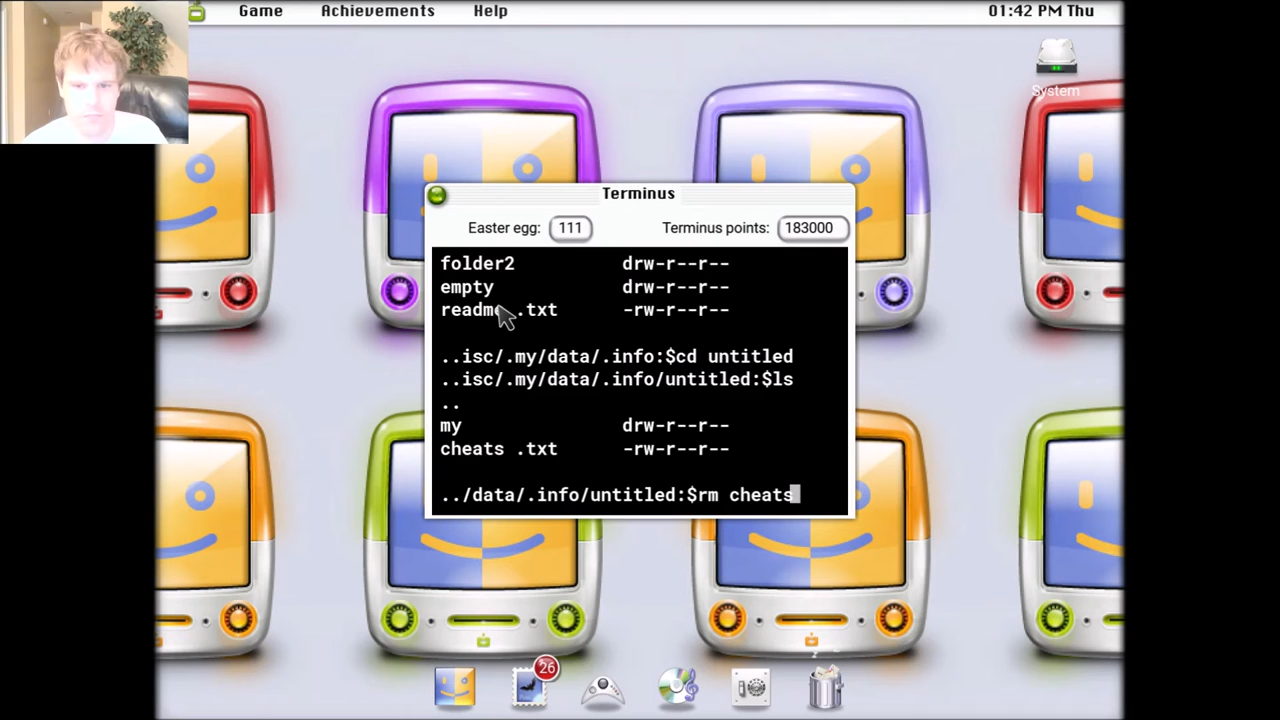 Game Achievements Help 01:42 PM Thu
System
Terminus
Easter egg: 111 Terminus points: 183000
folder2 drw-r--r--
empty drw-r--r--
readme .txt -rw-r--r--
..isc/.my/data/.info:$cd untitled
..isc/.my/data/.info/untitled:$ls
..
my drw-r--r--
cheats .txt -rw-r--r--
../data/.info/untitled:$rm cheats
26